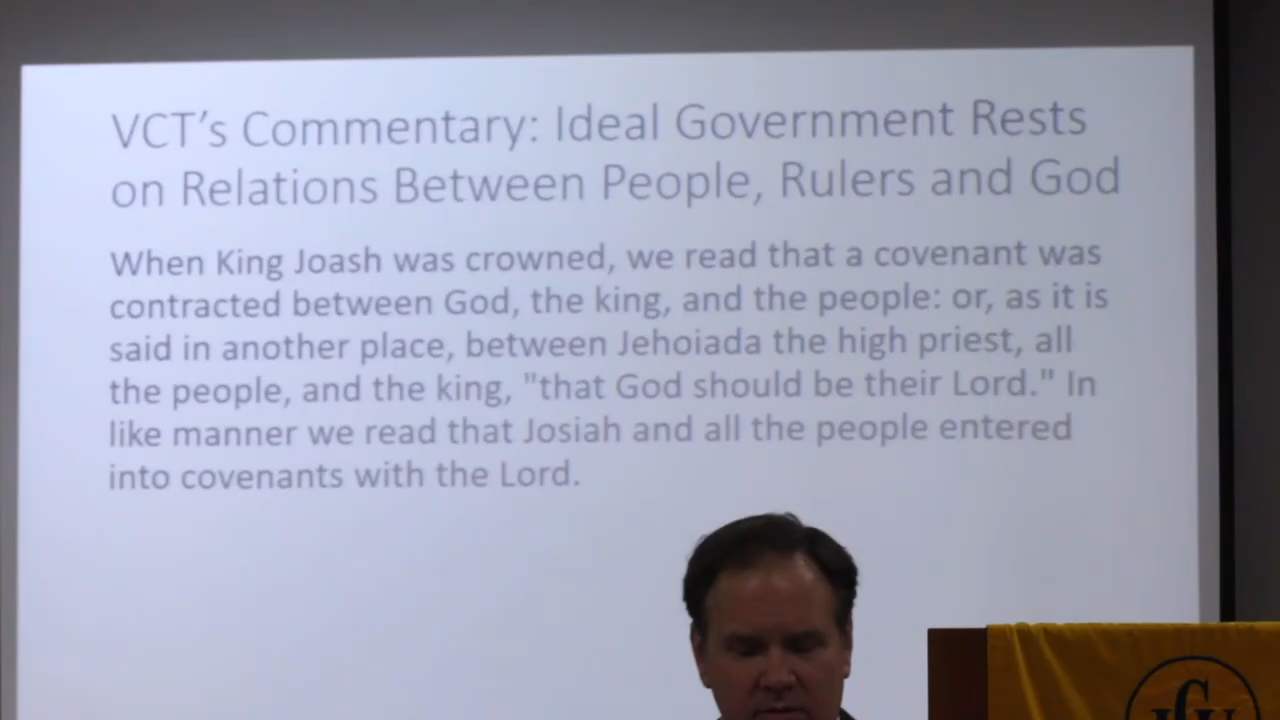 VCT’s Commentary: Ideal Government Rests
on Relations Between People, Rulers and God
When King Joash was crowned, we read that a covenant was
contracted between God, the king, and the people: or, as it is
said in another place, between Jehoiada the high priest, all
the people, and the king, "that God should be their Lord." In
like manner we read that Josiah and all the people entered
into covenants with the Lord.